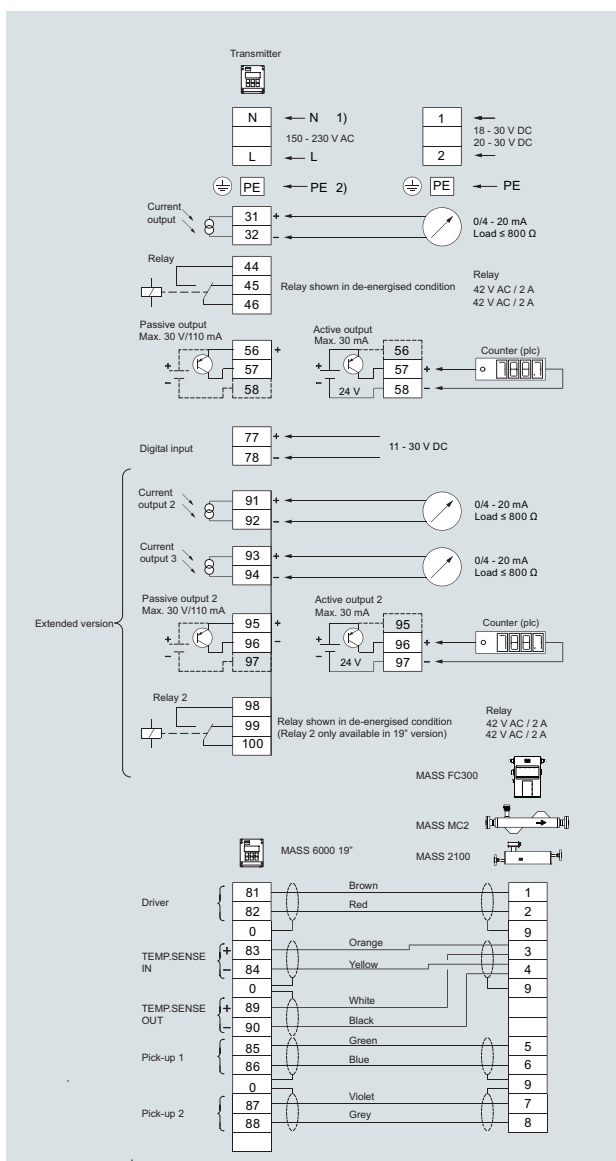 Transmitter
N ← N 1) 1
150 - 230 V AC 18 - 30 V DC
20 - 30 V DC
L ← L 2
PE ← PE 2) PE ← PE
Current
output
31 +
32 –
0/4 - 20 mA
Load ≤ 800 Ω
Relay
44
45
46
Relay shown in de-energised condition
Relay
42 V AC / 2 A
42 V AC / 2 A
Passive output
Max. 30 V/110 mA
+
–
56 +
57
58
Active output
Max. 30 mA
+
–
24 V
56
57 +
58 –
Counter (plc)
Digital input
77 +
78 –
11 - 30 V DC
Extended version
Current
output 2
91 +
92 –
0/4 - 20 mA
Load ≤ 800 Ω
Current
output 3
93 +
94 –
0/4 - 20 mA
Load ≤ 800 Ω
Passive output 2
Max. 30 V/110 mA
+
–
95 +
96 –
97
Active output 2
Max. 30 mA
+
–
24 V
95
96 +
97 –
Counter (plc)
Relay 2
98
99
100
Relay shown in de-energised condition
(Relay 2 only available in 19" version)
Relay
42 V AC / 2 A
42 V AC / 2 A
MASS FC300
MASS MC2
MASS 6000 19" MASS 2100
Driver
81 Brown 1
82 Red 2
0 9
TEMP.SENSE
IN
+ 83 Orange 3
– 84 Yellow 4
0 9
TEMP.SENSE
OUT
+ 89 White
– 90 Black
Pick-up 1
85 Green 5
86 Blue 6
0 9
Pick-up 2
87 Violet 7
88 Grey 8